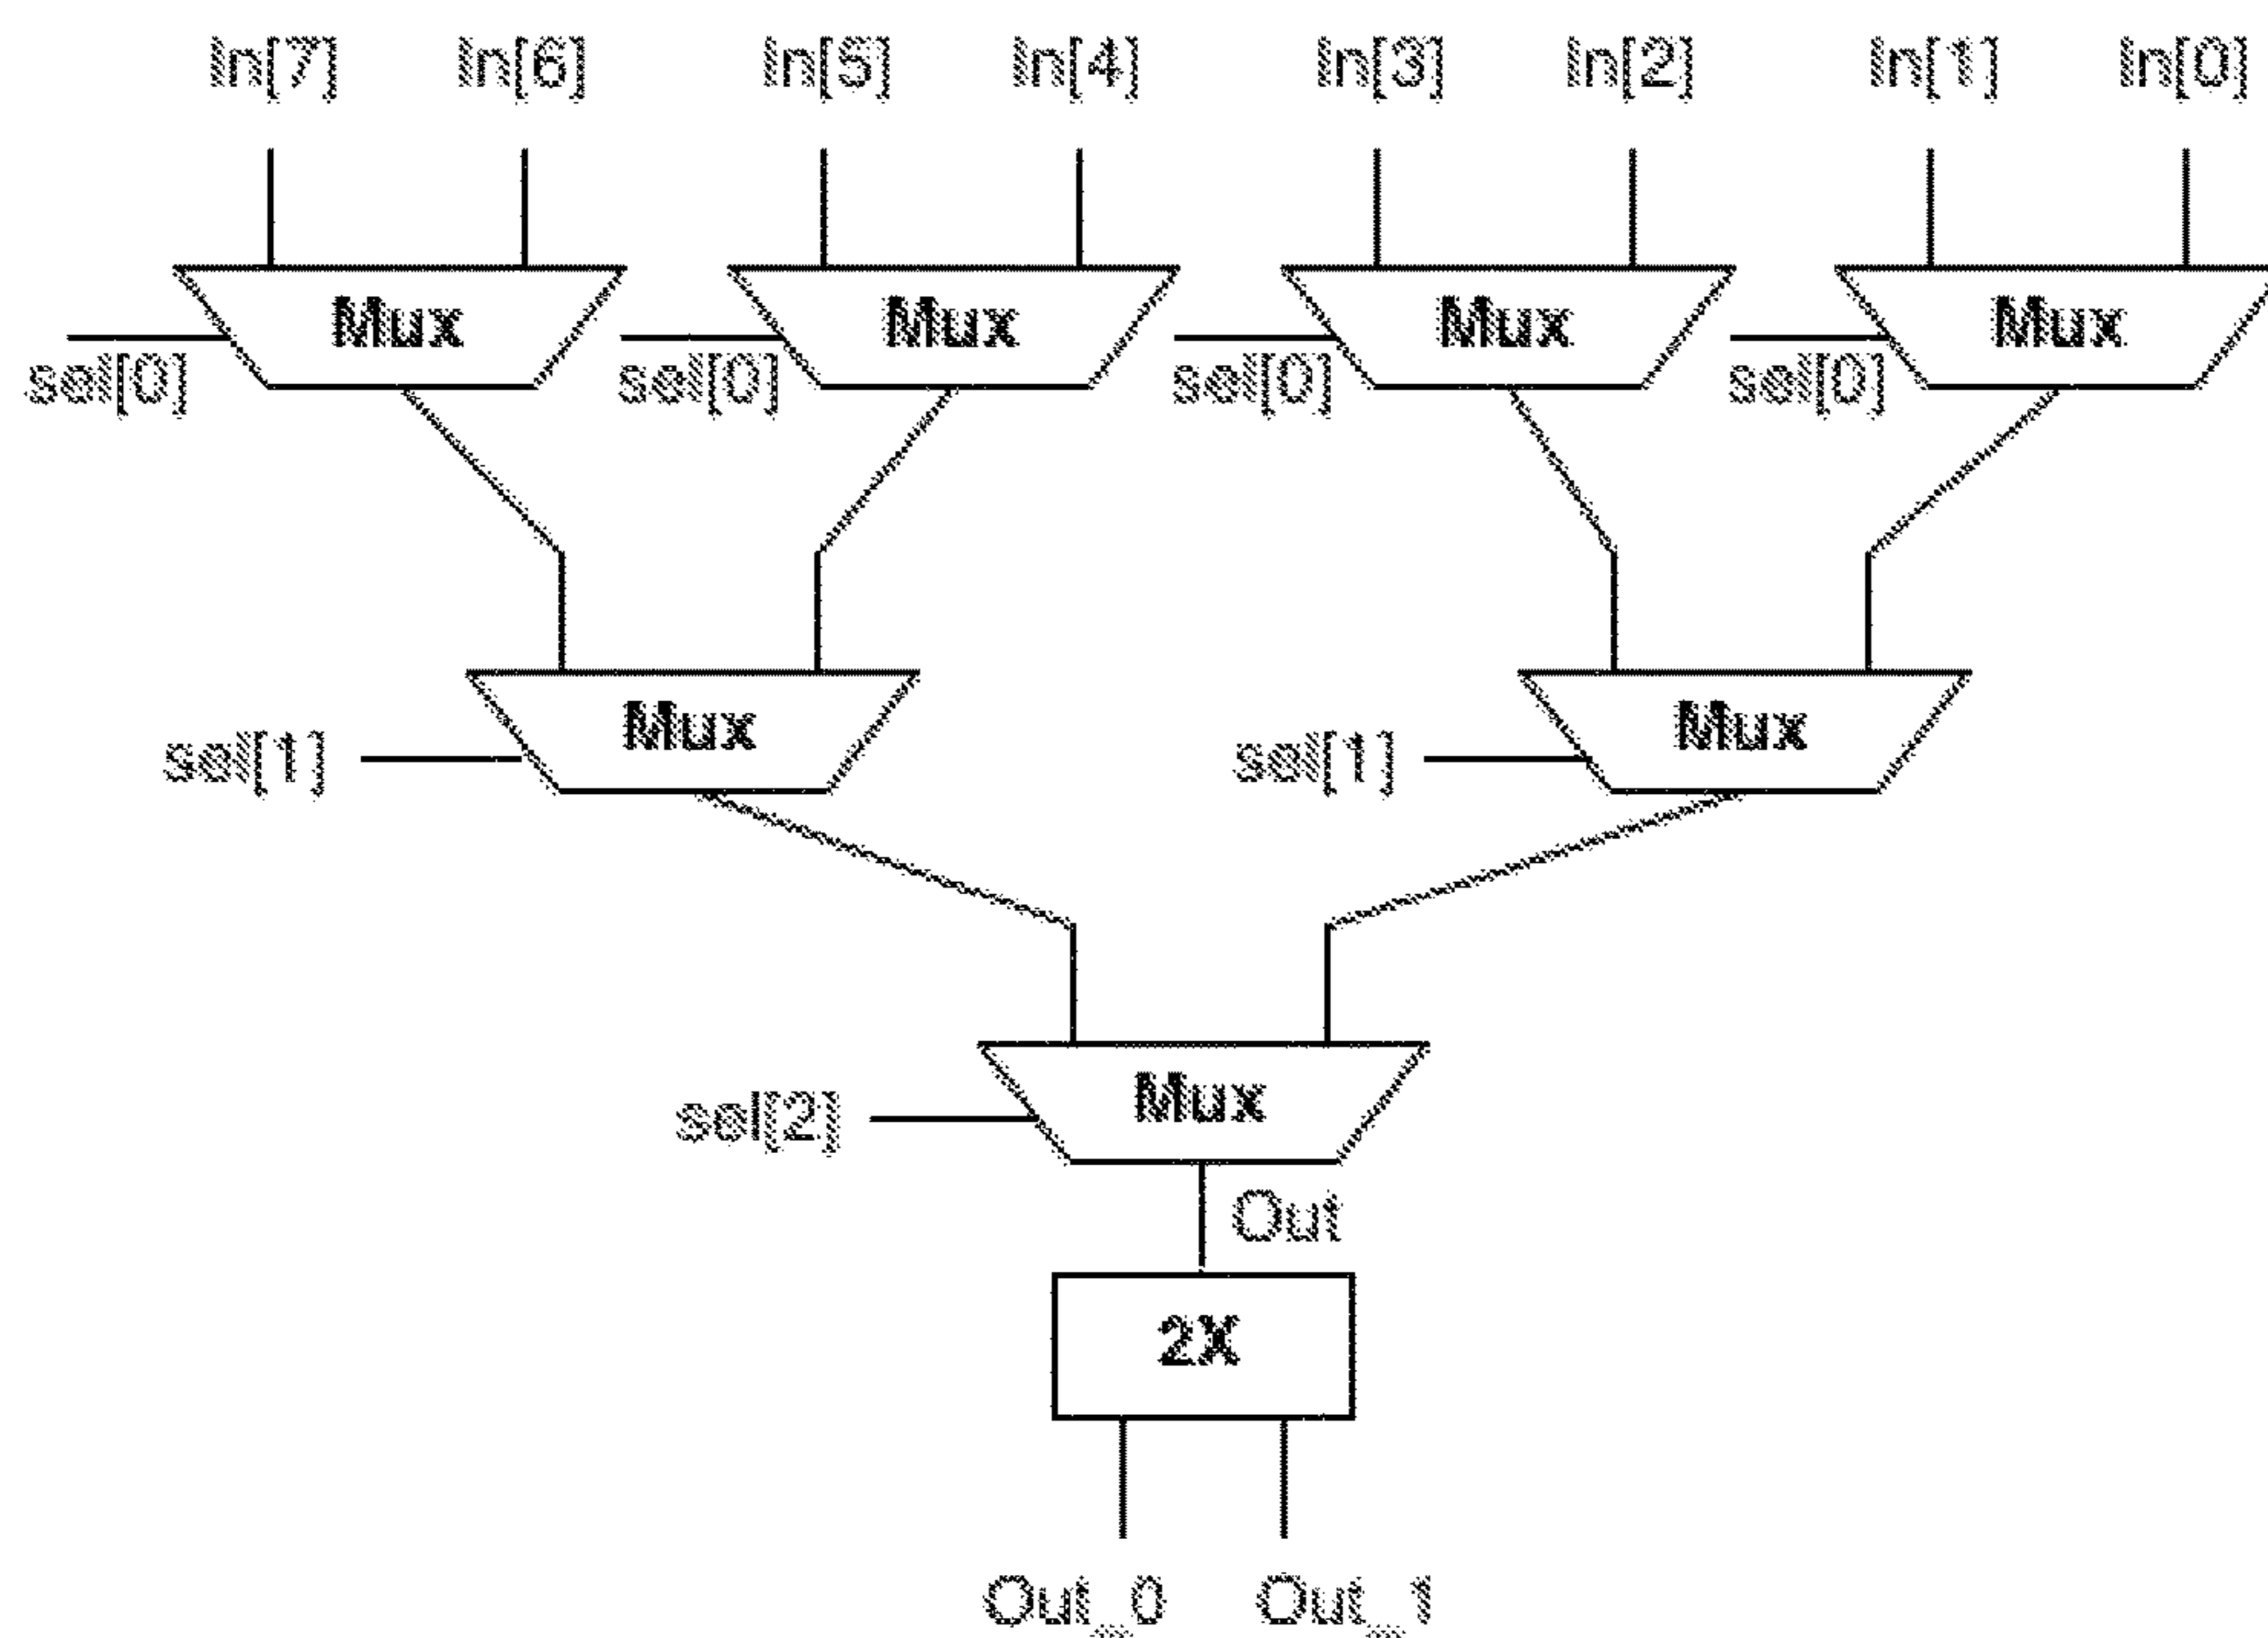 In[7] In[6] In[5] In[4] In[3] In[2] In[1] In[0]
Mux Mux Mux Mux
sel[0] sel[0] sel[0] sel[0]
Mux Mux
sel[1] sel[1]
Mux
sel[2]
Out
2X
Out_0 Out_1